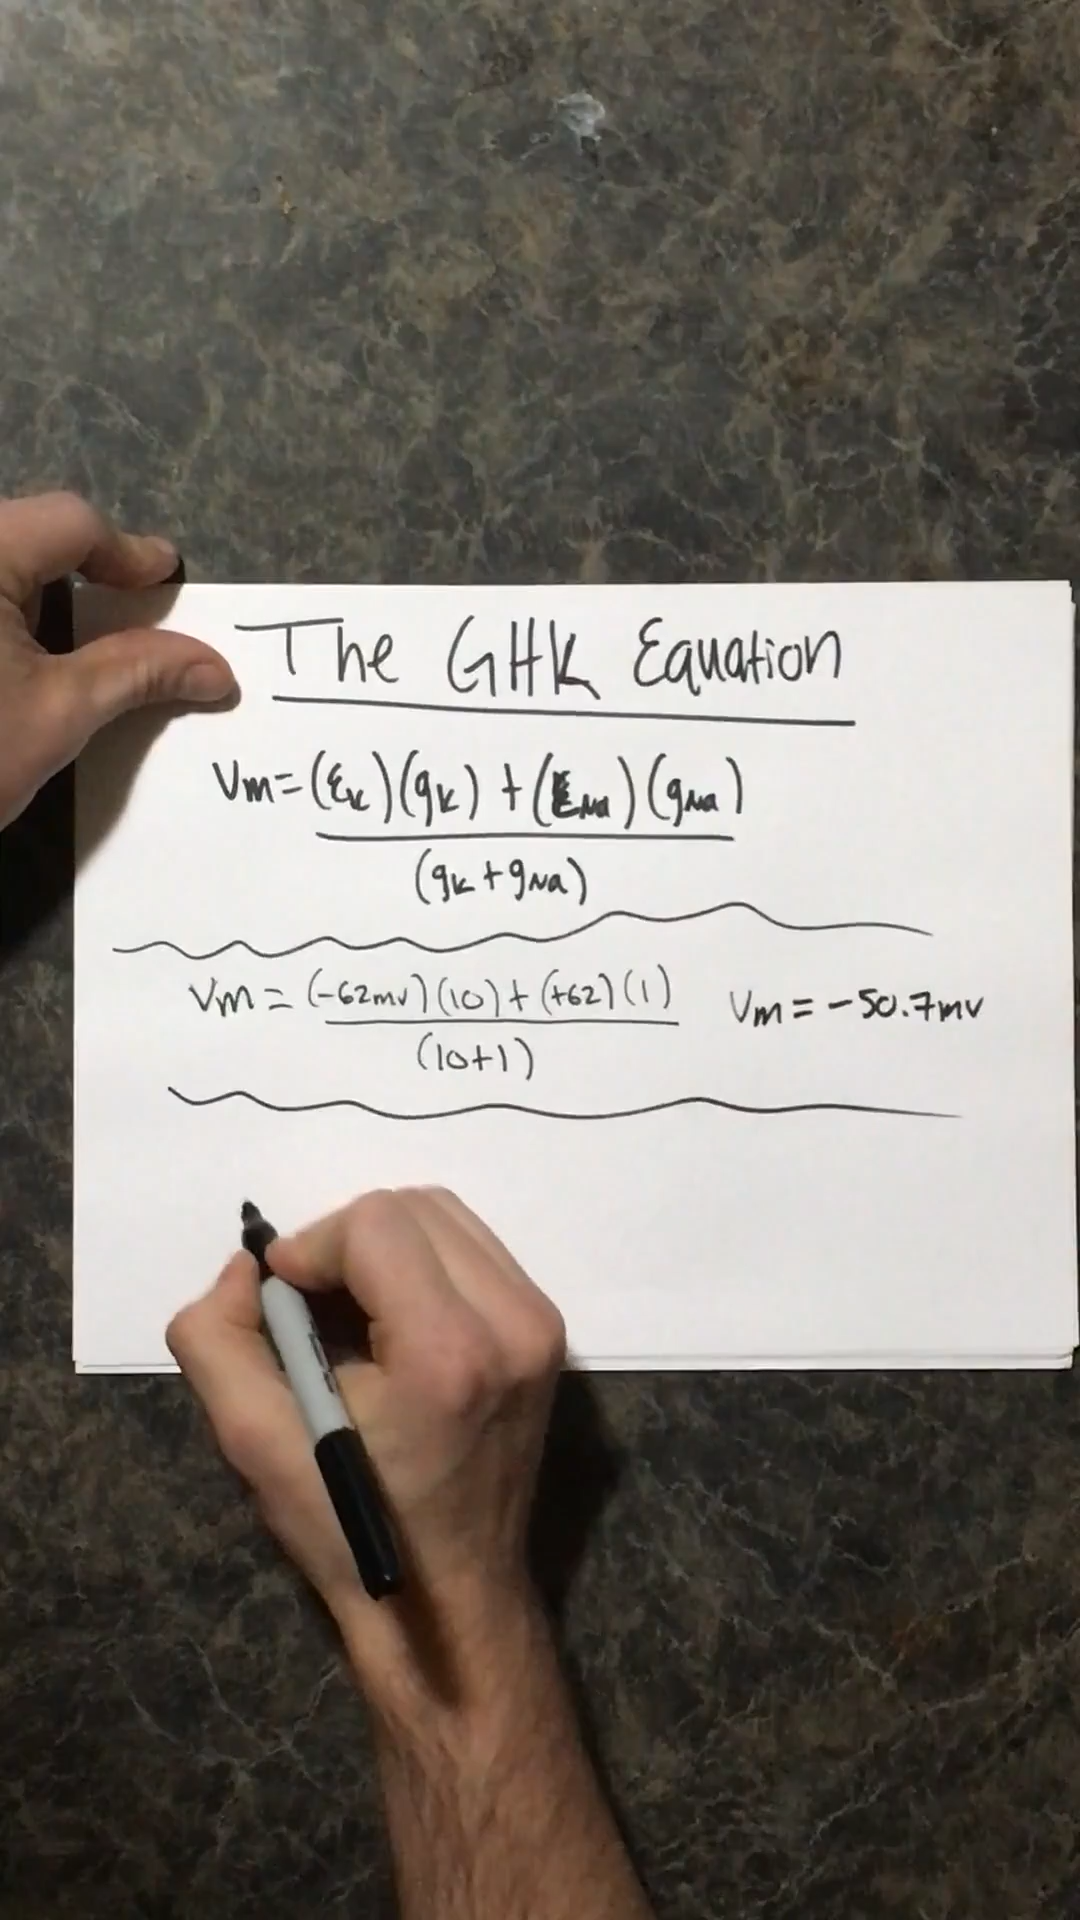 The GHK Equation
Vm = (EK)(gK) + (ENa)(gNa)
(gK + gNa)
Vm = (-62mv)(10) + (+62)(1)
(10+1)
Vm = -50.7mv